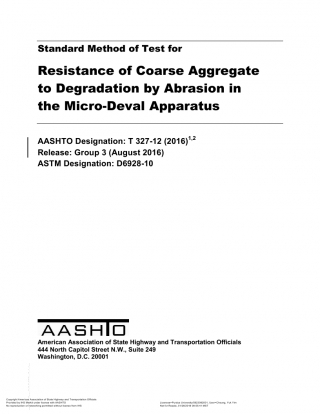 Standard Method of Test for
Resistance of Coarse Aggregate
to Degradation by Abrasion in
the Micro-Deval Apparatus
AASHTO Designation: T 327-12 (2016)1,2
Release: Group 3 (August 2016)
ASTM Designation: D6928-10
AASHTO
American Association of State Highway and Transportation Officials
444 North Capitol Street N.W., Suite 249
Washington, D.C. 20001